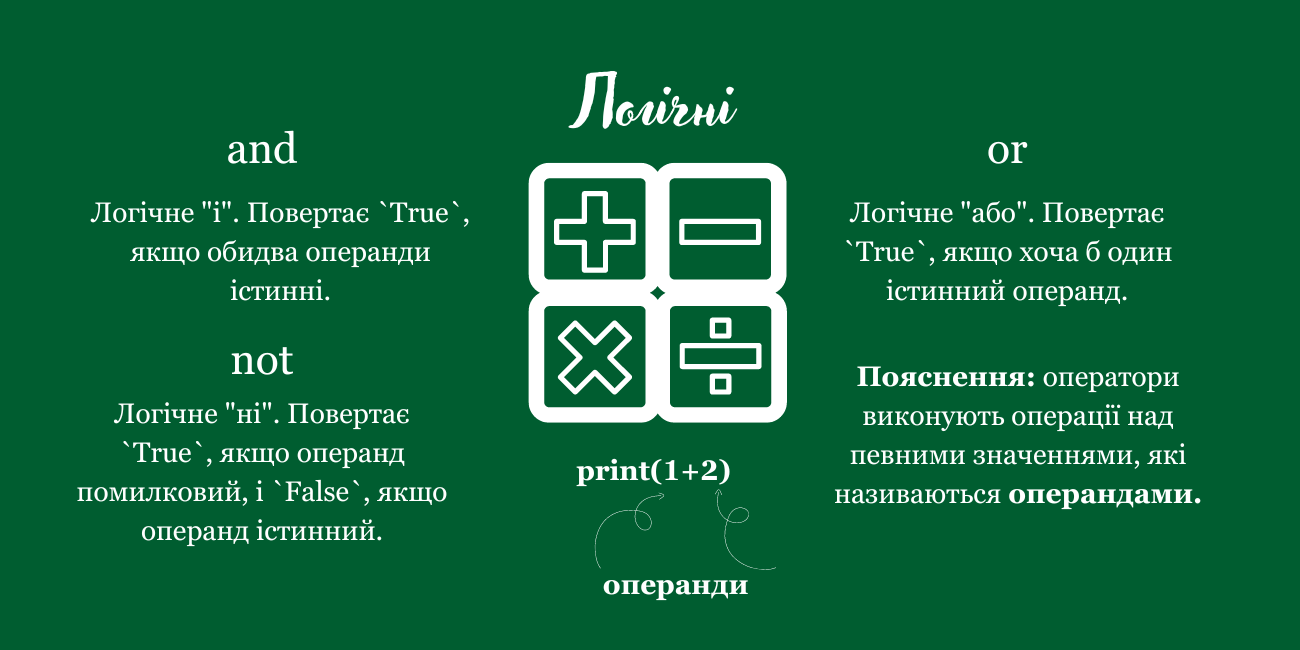 Логічні
and
Логічне "і". Повертає `True`,
якщо обидва операнди
істинні.
not
Логічне "ні". Повертає
`True`, якщо операнд
помилковий, і `False`, якщо
операнд істинний.
print(1+2)
операнди
or
Логічне "або". Повертає
`True`, якщо хоча б один
істинний операнд.
Пояснення: оператори
виконують операції над
певними значеннями, які
називаються операндами.